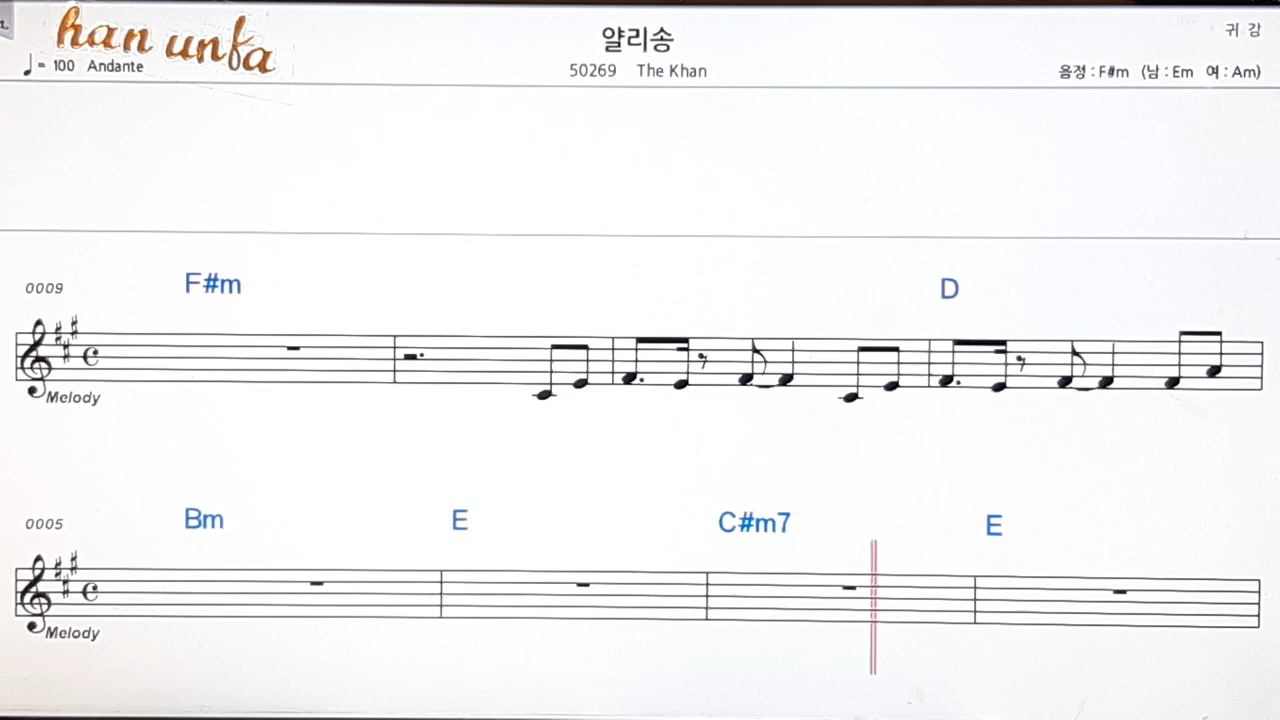 han unfa
얄리송
귀 강
♩ = 100 Andante
50269 The Khan
음정 : F#m (남 : Em 여 : Am)
0009
F#m D
Melody
0005
Bm E C#m7 E
Melody